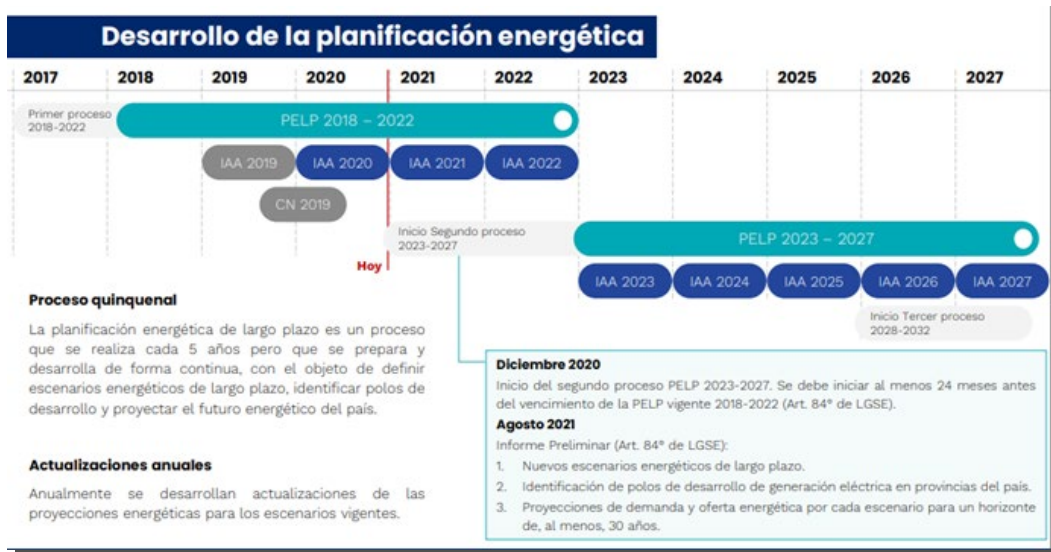 Desarrollo de la planificación energética
2017 2018 2019 2020 2021 2022 2023 2024 2025 2026 2027
Primer proceso
2018-2022
PELP 2018 – 2022
IAA 2019 IAA 2020 IAA 2021 IAA 2022
CN 2019
Inicio Segundo proceso
2023-2027
PELP 2023 – 2027
Hoy
IAA 2023 IAA 2024 IAA 2025 IAA 2026 IAA 2027
Inicio Tercer proceso
2028-2032
Proceso quinquenal
La planificación energética de largo plazo es un proceso
que se realiza cada 5 años pero que se prepara y
desarrolla de forma continua, con el objeto de definir
escenarios energéticos de largo plazo, identificar polos de
desarrollo y proyectar el futuro energético del país.
Actualizaciones anuales
Anualmente se desarrollan actualizaciones de las
proyecciones energéticas para los escenarios vigentes.
Diciembre 2020
Inicio del segundo proceso PELP 2023-2027. Se debe iniciar al menos 24 meses antes
del vencimiento de la PELP vigente 2018-2022 (Art. 84° de LGSE).
Agosto 2021
Informe Preliminar (Art. 84° de LGSE):
1. Nuevos escenarios energéticos de largo plazo.
2. Identificación de polos de desarrollo de generación eléctrica en provincias del país.
3. Proyecciones de demanda y oferta energética por cada escenario para un horizonte
de, al menos, 30 años.